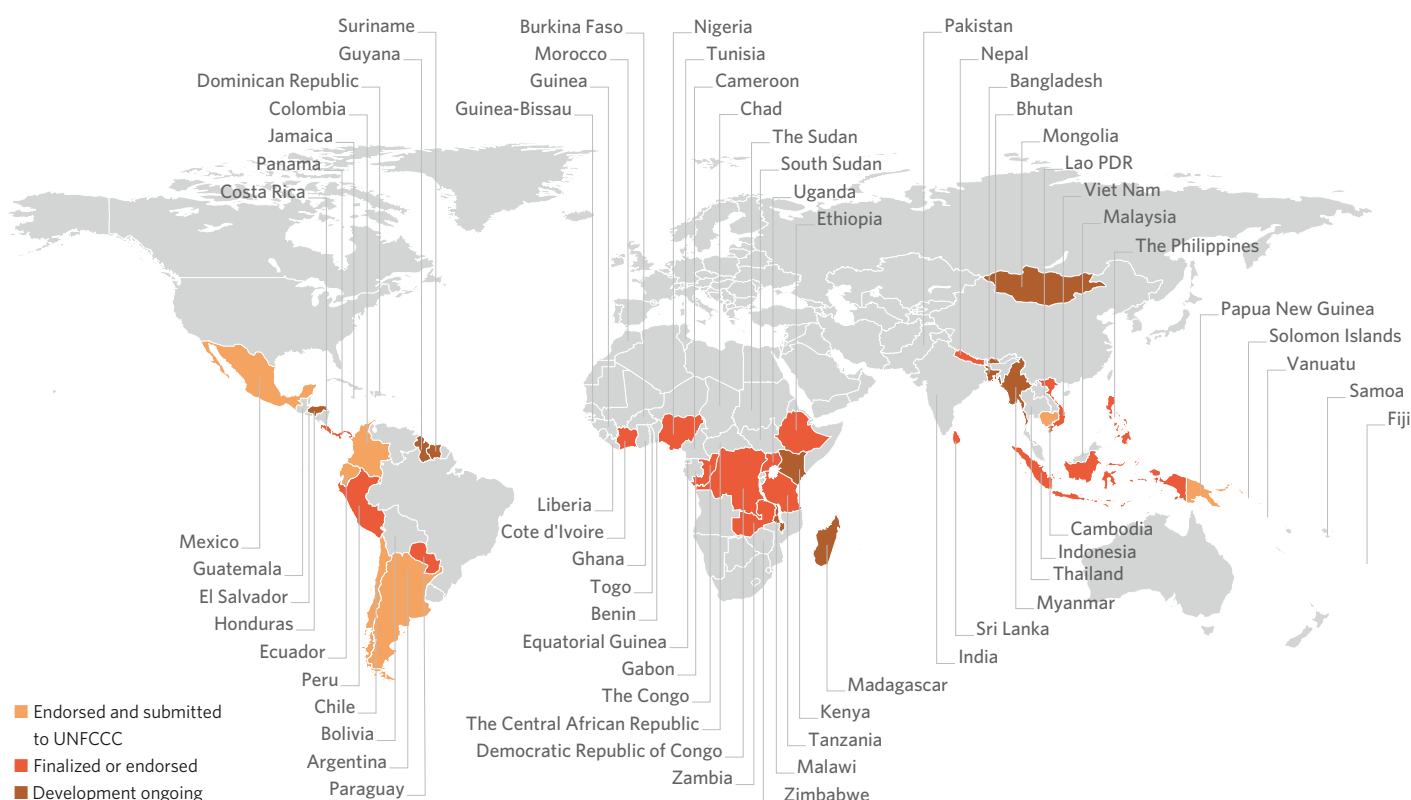 Suriname
Guyana
Dominican Republic
Colombia
Jamaica
Panama
Costa Rica
Burkina Faso
Morocco
Guinea
Guinea-Bissau
Nigeria
Tunisia
Cameroon
Chad
The Sudan
South Sudan
Uganda
Ethiopia
Pakistan
Nepal
Bangladesh
Bhutan
Mongolia
Lao PDR
Viet Nam
Malaysia
The Philippines
Papua New Guinea
Solomon Islands
Vanuatu
Samoa
Fiji
Mexico
Guatemala
El Salvador
Honduras
Ecuador
Peru
Chile
Bolivia
Argentina
Paraguay
Liberia
Cote d'Ivoire
Ghana
Togo
Benin
Equatorial Guinea
Gabon
The Congo
The Central African Republic
Democratic Republic of Congo
Zambia
Zimbabwe
Malawi
Tanzania
Kenya
Madagascar
Cambodia
Indonesia
Thailand
Myanmar
Sri Lanka
India
Endorsed and submitted
to UNFCCC
Finalized or endorsed
Development ongoing